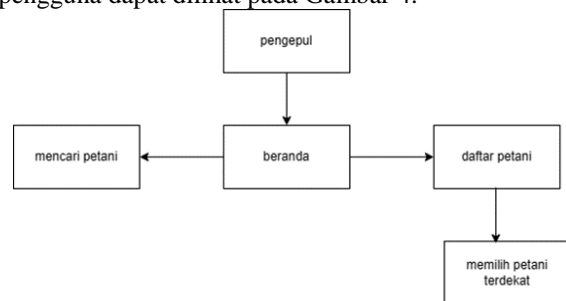 pengguna dapat dilihat pada Gambar 4.
pengepul
mencari petani
beranda
daftar petani
memilih petani
terdekat